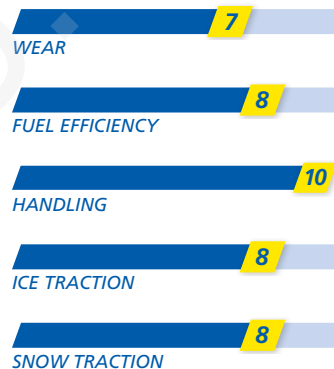 7
WEAR
8
FUEL EFFICIENCY
10
HANDLING
8
ICE TRACTION
8
SNOW TRACTION